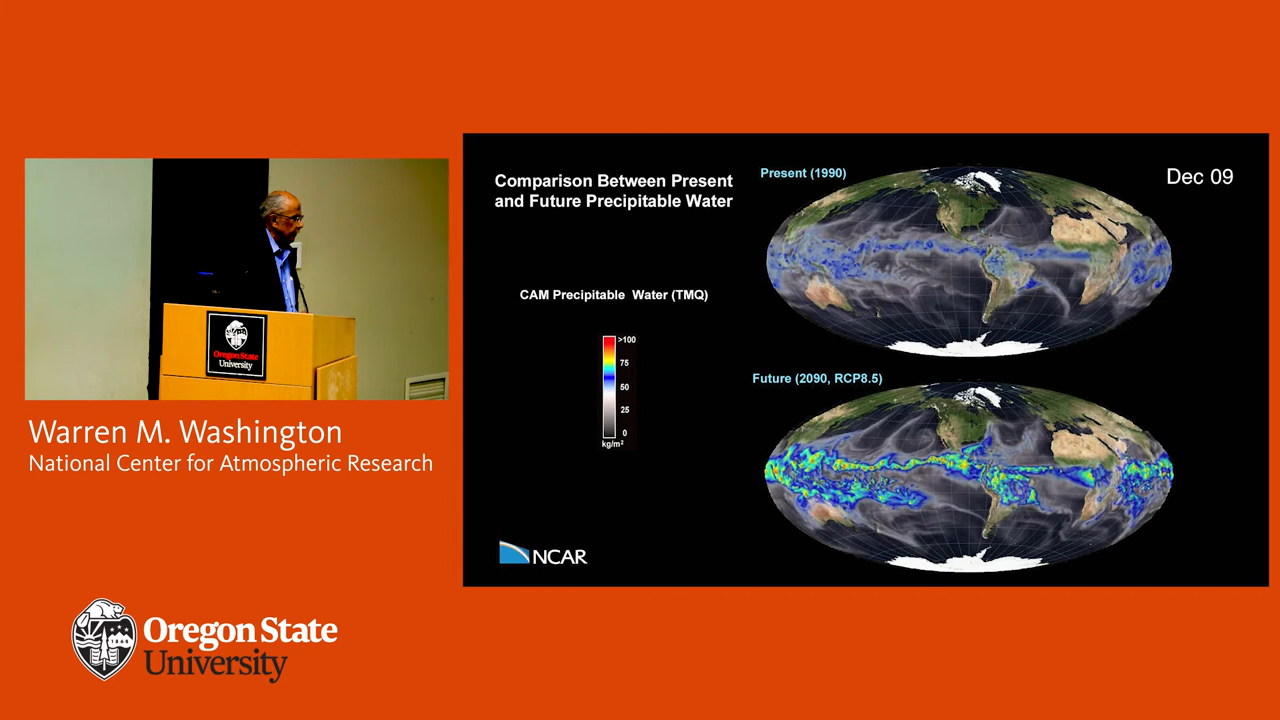 Comparison Between Present
and Future Precipitable Water
Present (1990)
Dec 09
CAM Precipitable Water (TMQ)
>100
75
50
25
0
kg/m²
Future (2090, RCP8.5)
NCAR
Oregon State
University
Warren M. Washington
National Center for Atmospheric Research
Oregon State
University